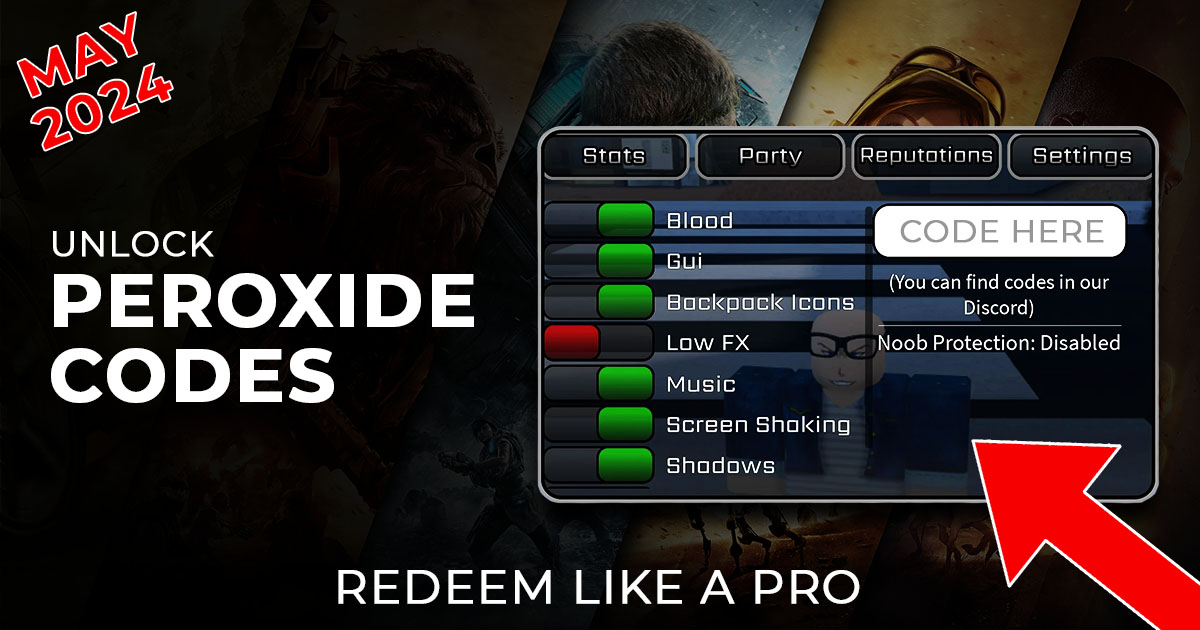 MAY
2024
UNLOCK
PEROXIDE
CODES
Stats Party Reputations Settings
Blood
Gui
Backpack Icons
Low FX
Music
Screen Shaking
Shadows
CODE HERE
(You can find codes in our
Discord)
Noob Protection: Disabled
REDEEM LIKE A PRO